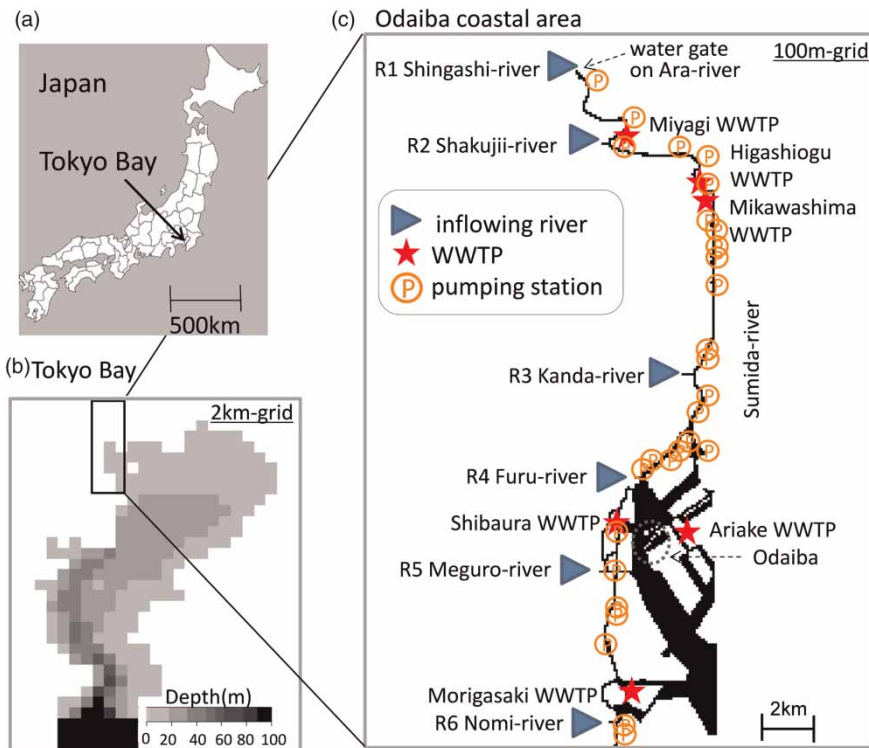 (a)
Japan
Tokyo Bay
500km
(b) Tokyo Bay
2km-grid
Depth(m)
0 20 40 60 80 100
(c) Odaiba coastal area
100m-grid
R1 Shingashi-river
water gate
on Ara-river
P
R2 Shakujii-river
Miyagi WWTP
Higashiogu
WWTP
Mikawashima
WWTP
inflowing river
WWTP
P pumping station
Sumida-river
R3 Kanda-river
R4 Furu-river
Shibaura WWTP
Ariake WWTP
Odaiba
R5 Meguro-river
Morigasaki WWTP
R6 Nomi-river
2km